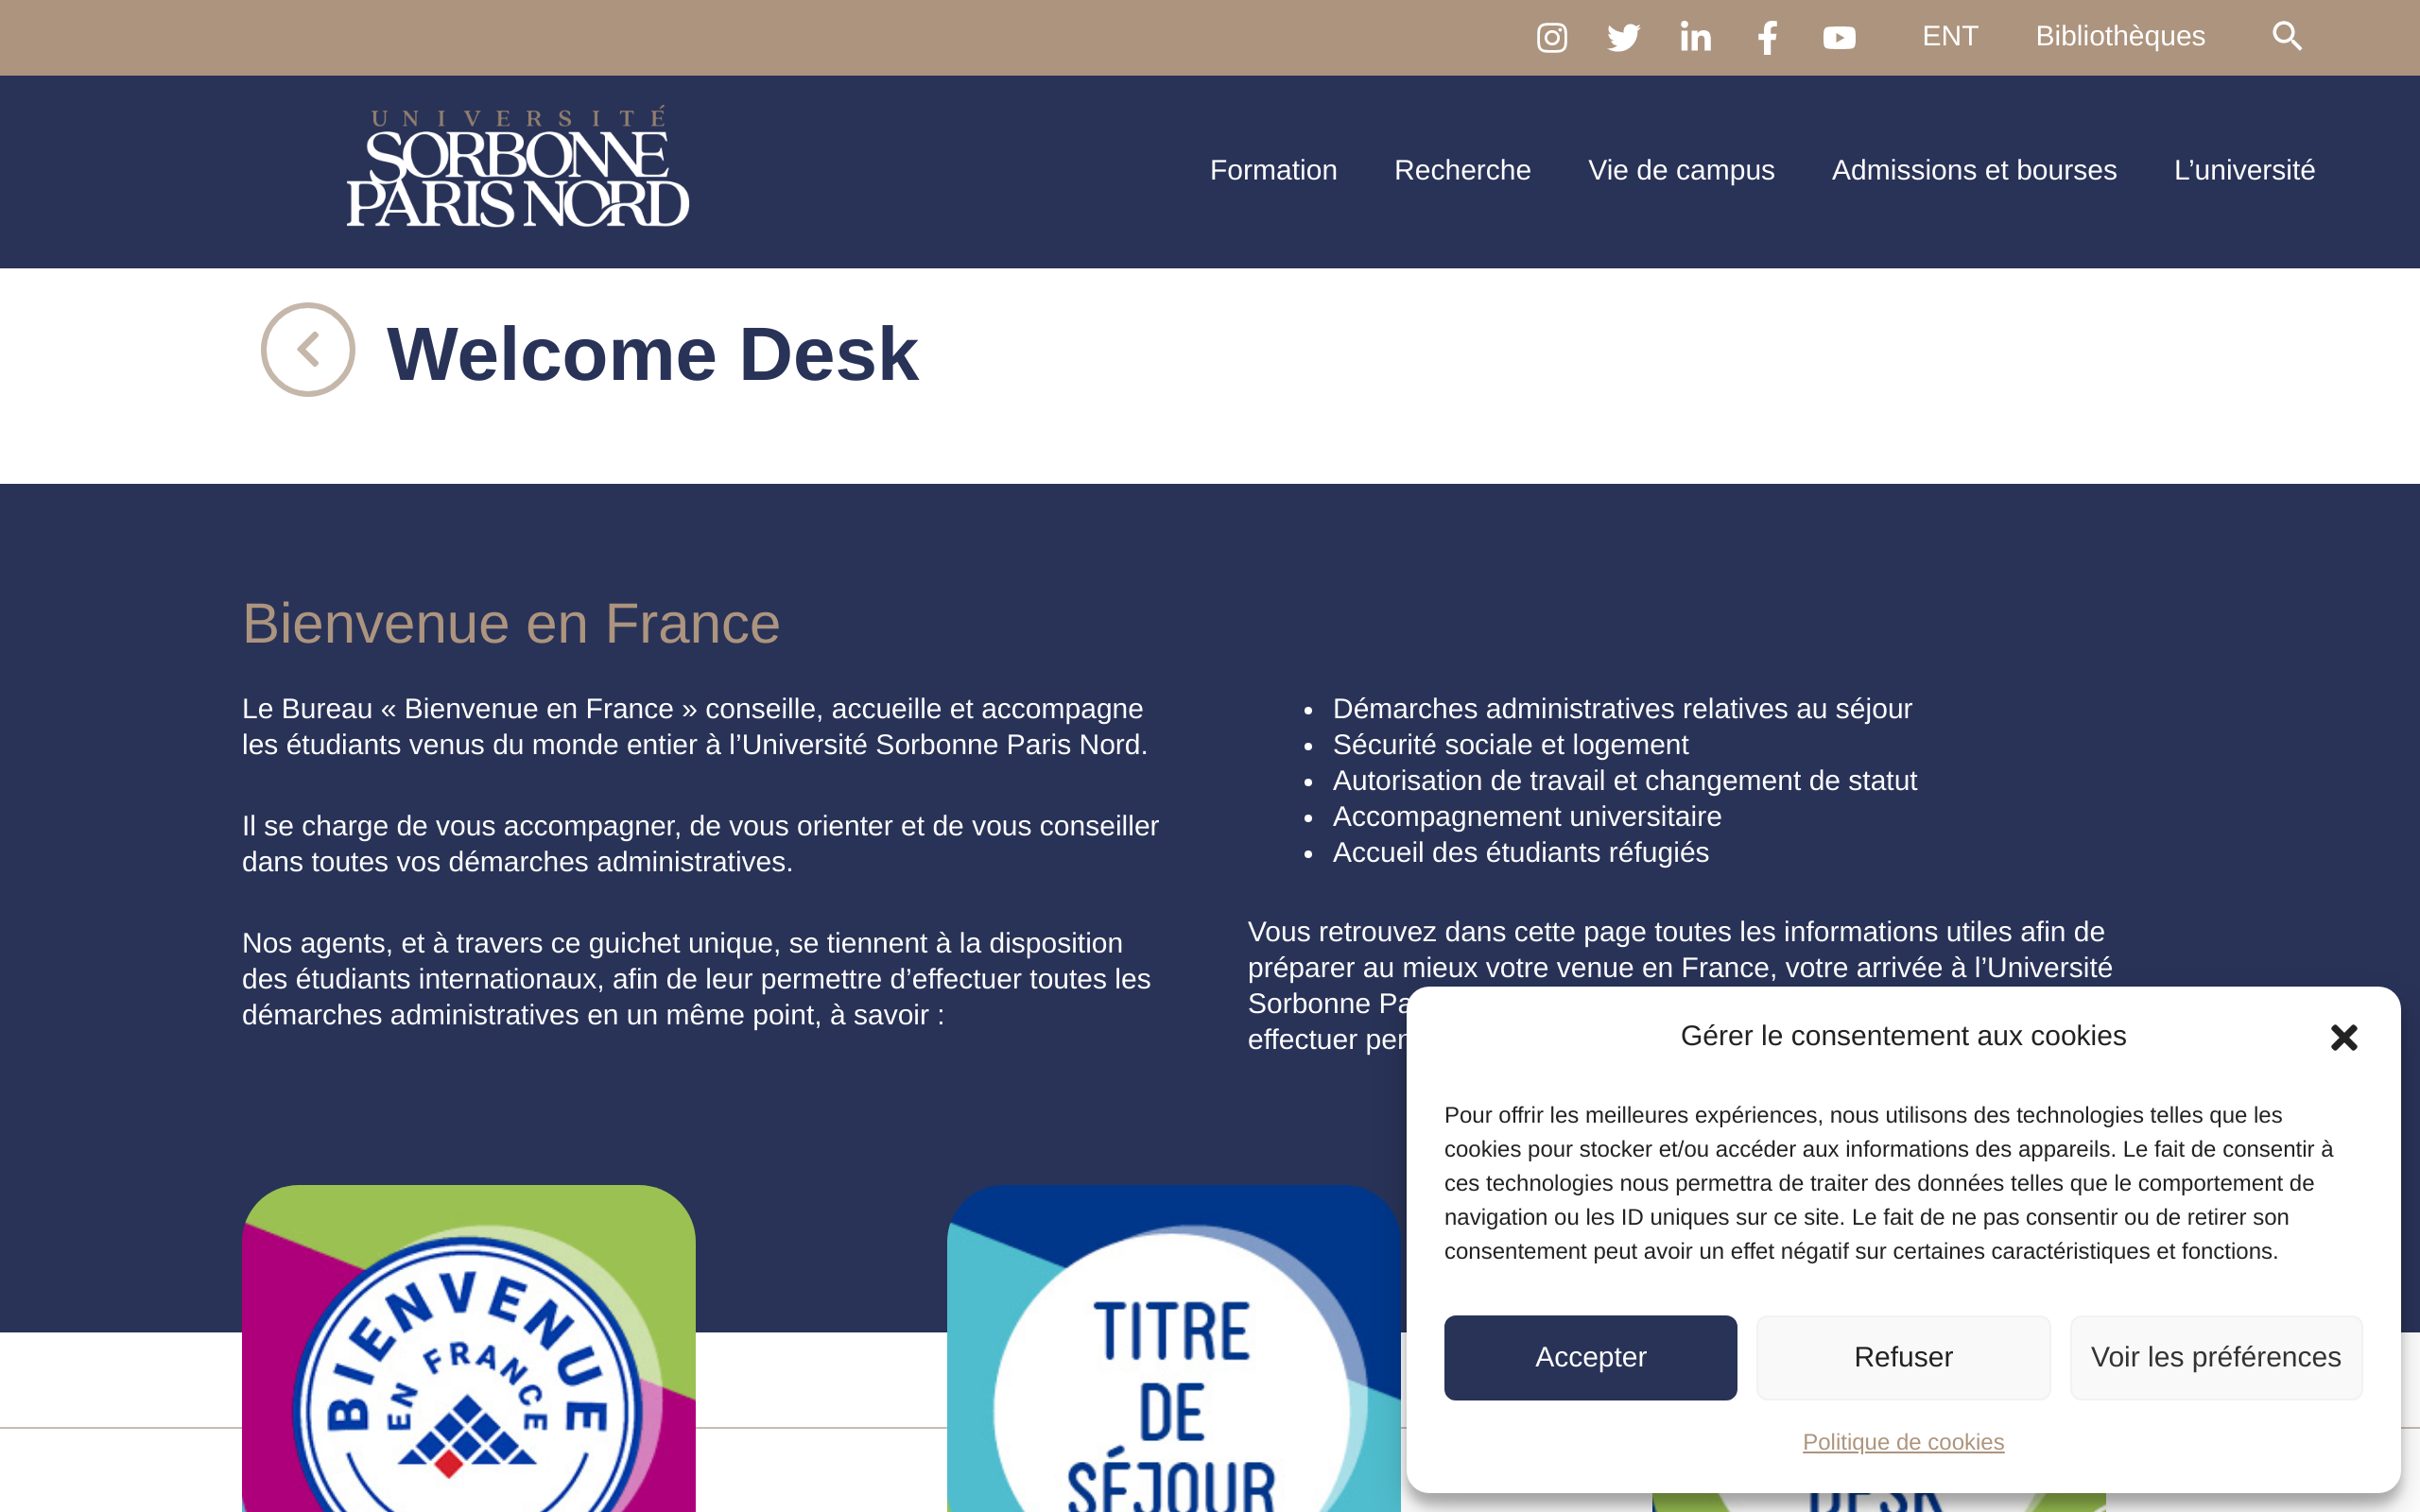 ENT Bibliothèques
UNIVERSITÉ
SORBONNE
PARIS NORD
Formation Recherche Vie de campus Admissions et bourses L’université
Welcome Desk
Bienvenue en France
Le Bureau « Bienvenue en France » conseille, accueille et accompagne
les étudiants venus du monde entier à l’Université Sorbonne Paris Nord.
Il se charge de vous accompagner, de vous orienter et de vous conseiller
dans toutes vos démarches administratives.
Nos agents, et à travers ce guichet unique, se tiennent à la disposition
des étudiants internationaux, afin de leur permettre d’effectuer toutes les
démarches administratives en un même point, à savoir :
• Démarches administratives relatives au séjour
• Sécurité sociale et logement
• Autorisation de travail et changement de statut
• Accompagnement universitaire
• Accueil des étudiants réfugiés
Vous retrouvez dans cette page toutes les informations utiles afin de
préparer au mieux votre venue en France, votre arrivée à l’Université
Sorbonne
effectuer
Gérer le consentement aux cookies
Pour offrir les meilleures expériences, nous utilisons des technologies telles que les
cookies pour stocker et/ou accéder aux informations des appareils. Le fait de consentir à
ces technologies nous permettra de traiter des données telles que le comportement de
navigation ou les ID uniques sur ce site. Le fait de ne pas consentir ou de retirer son
consentement peut avoir un effet négatif sur certaines caractéristiques et fonctions.
Accepter Refuser Voir les préférences
Politique de cookies
BIENVENUE
EN FRANCE
TITRE
DE
SÉJOUR
DESK